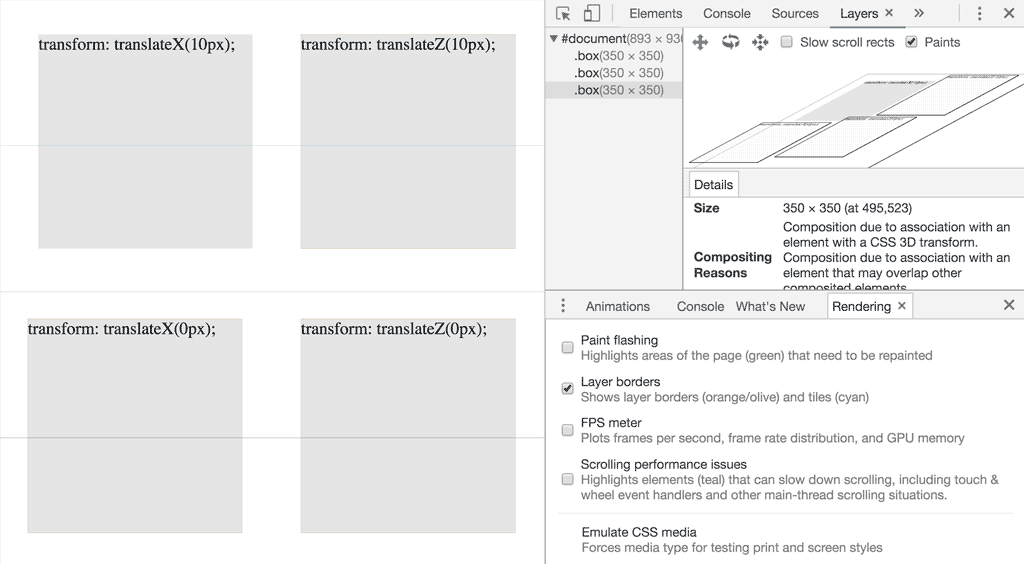 transform: translateX(10px);
transform: translateZ(10px);
transform: translateX(0px);
transform: translateZ(0px);
Elements Console Sources Layers × »
#document(893 × 93
.box(350 × 350)
.box(350 × 350)
.box(350 × 350)
Slow scroll rects Paints
Details
Size 350 × 350 (at 495,523)
Compositing Reasons
Composition due to association with an
element with a CSS 3D transform.
Composition due to association with an
element that may overlap other
composited elements
Animations Console What's New Rendering ×
Paint flashing
Highlights areas of the page (green) that need to be repainted
Layer borders
Shows layer borders (orange/olive) and tiles (cyan)
FPS meter
Plots frames per second, frame rate distribution, and GPU memory
Scrolling performance issues
Highlights elements (teal) that can slow down scrolling, including touch &
wheel event handlers and other main-thread scrolling situations.
Emulate CSS media
Forces media type for testing print and screen styles